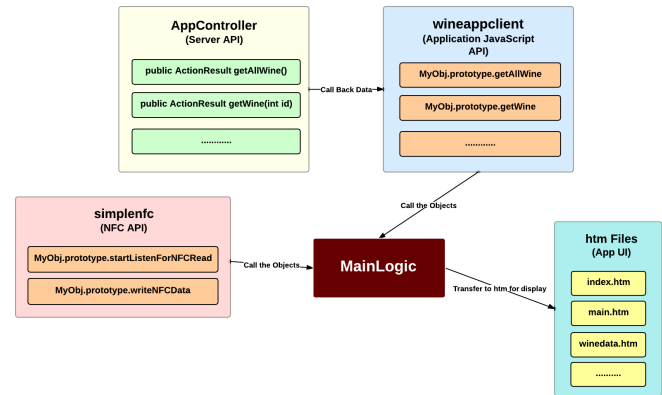 AppController
(Server API)
public ActionResult getAllWine()
public ActionResult getWine(int id)
............
Call Back Data
wineappclient
(Application JavaScript
API)
MyObj.prototype.getAllWine
MyObj.prototype.getWine
............
Call the Objects
simplenfc
(NFC API)
MyObj.prototype.startListenForNFCRead
MyObj.prototype.writeNFCData
Call the Objects
MainLogic
Transfer to htm for display
htm Files
(App UI)
index.htm
main.htm
winedata.htm
..........